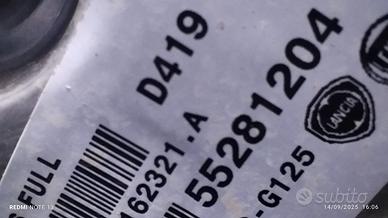 D419
162321.A
55281204
FULL
G125
LANCIA
subito
REDMI NOTE 13
14/09/2025 16:06